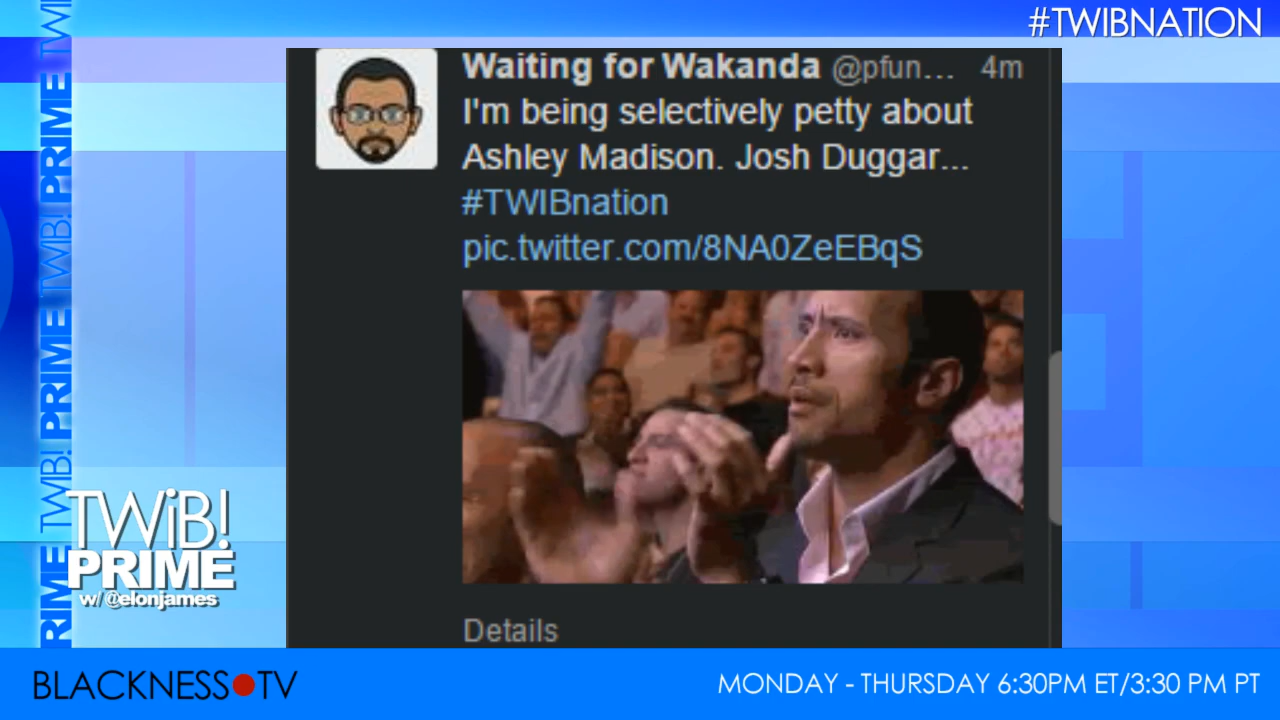 #TWIBNATION
Waiting for Wakanda @pfun... 4m
I'm being selectively petty about
Ashley Madison. Josh Duggar...
#TWIBnation
pic.twitter.com/8NA0ZeEBqS
Details
TWiB! PRIME TWiB! PRIME TWiB! PRIME TWiB! PRIME
TWiB!
PRIME
w/ @elonjames
BLACKNESS TV
MONDAY - THURSDAY 6:30PM ET/3:30 PM PT